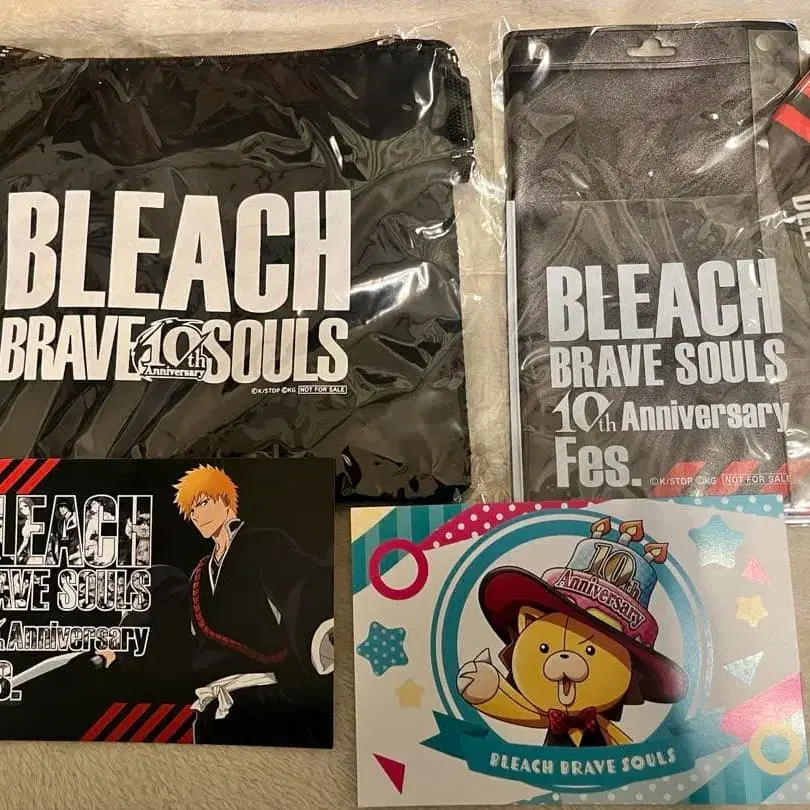 BLEACH
BRAVE 10th Anniversary SOULS
©K/STDP ©KG NOT FOR SALE
BLEACH
BRAVE SOULS
10th Anniversary
Fes. ©K/STDP ©KG NOT FOR SALE
LEACH
AVE SOULS
Anniversary
S.
10th
Anniversary
BLEACH BRAVE SOULS